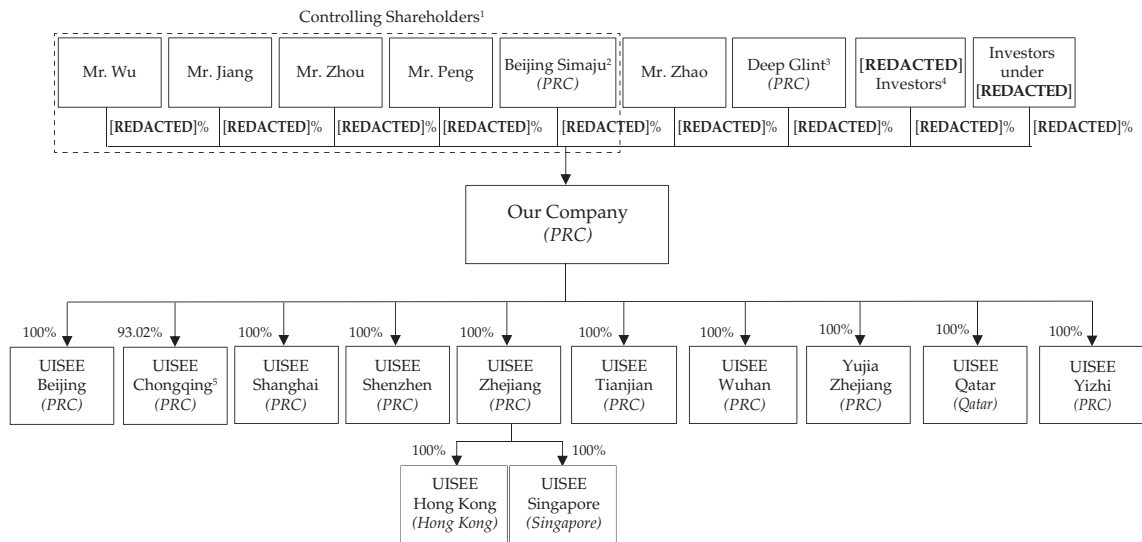 Controlling Shareholders¹
Mr. Wu
Mr. Jiang
Mr. Zhou
Mr. Peng
Beijing Simaju²
(PRC)
Mr. Zhao
Deep Glint³
(PRC)
[REDACTED]
Investors⁴
Investors
under
[REDACTED]
[REDACTED]%
[REDACTED]%
[REDACTED]%
[REDACTED]%
[REDACTED]%
[REDACTED]%
[REDACTED]%
[REDACTED]%
[REDACTED]%
Our Company
(PRC)
100%
93.02%
100%
100%
100%
100%
100%
100%
100%
100%
UISEE
Beijing
(PRC)
UISEE
Chongqing⁵
(PRC)
UISEE
Shanghai
(PRC)
UISEE
Shenzhen
(PRC)
UISEE
Zhejiang
(PRC)
UISEE
Tianjian
(PRC)
UISEE
Wuhan
(PRC)
Yujia
Zhejiang
(PRC)
UISEE
Qatar
(Qatar)
UISEE
Yizhi
(PRC)
100%
100%
UISEE
Hong Kong
(Hong Kong)
UISEE
Singapore
(Singapore)